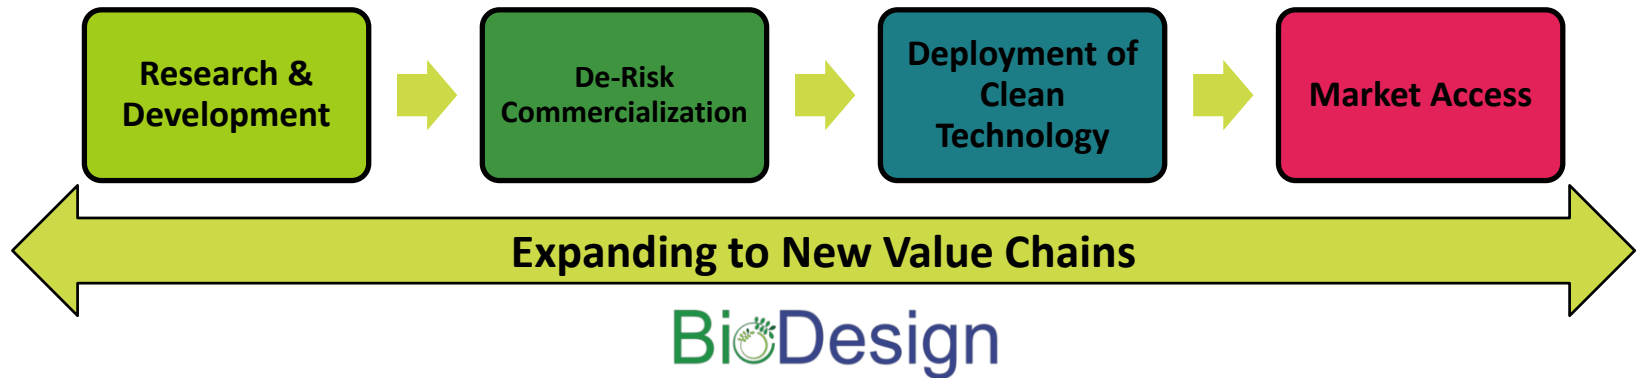 Research &
Development
De-Risk
Commercialization
Deployment of
Clean
Technology
Market Access
Expanding to New Value Chains
BioDesign